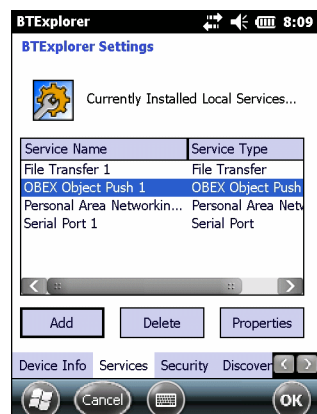 BTExplorer 8:09
BTExplorer Settings
Currently Installed Local Services...
Service Name Service Type
File Transfer 1 File Transfer
OBEX Object Push 1 OBEX Object Push
Personal Area Networkin... Personal Area Netw
Serial Port 1 Serial Port
Add Delete Properties
Device Info Services Security Discover
Cancel OK